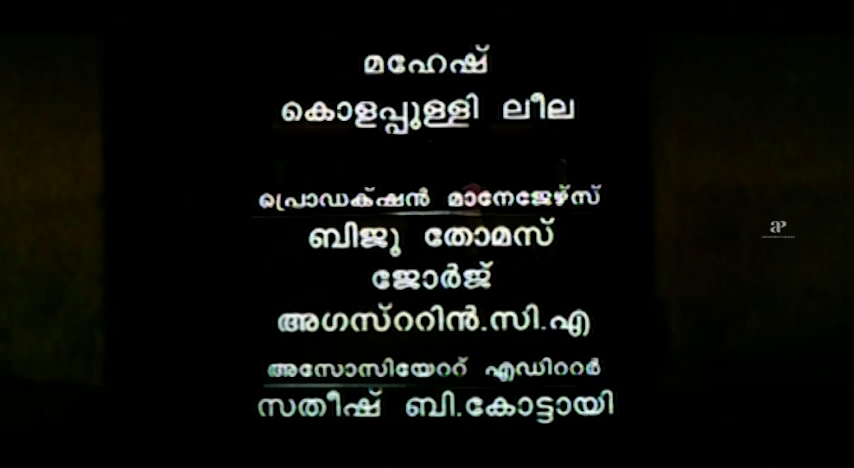 മഹേഷ്
കൊളപ്പുള്ളി ലീല
പ്രൊഡക്ഷൻ മാനേജേഴ്സ്
ബിജു തോമസ്
ജോർജ്
അഗസ്ററിൻ.സി.എ
അസോസിയേററ് എഡിററർ
സതീഷ് ബി.കോട്ടായി